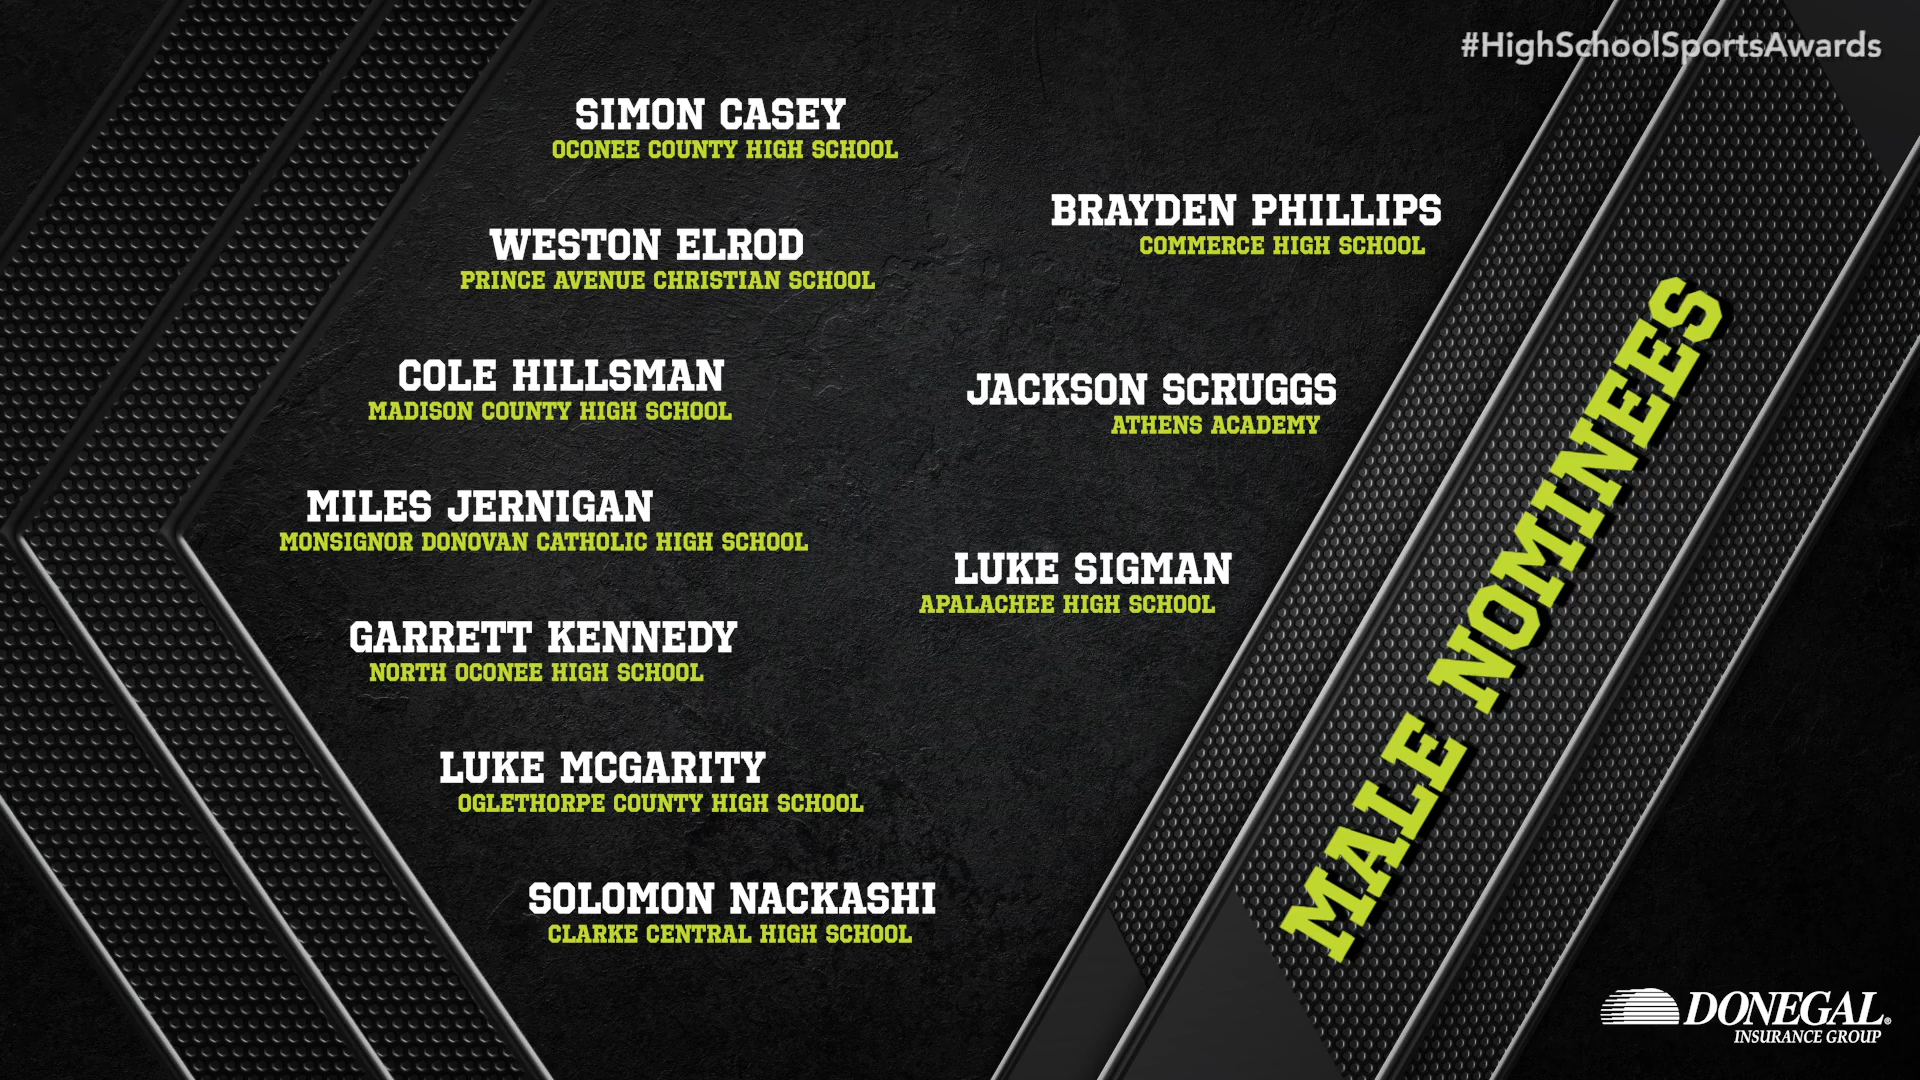 #HighSchoolSportsAwards
SIMON CASEY
OCONEE COUNTY HIGH SCHOOL
WESTON ELROD
PRINCE AVENUE CHRISTIAN SCHOOL
COLE HILLSMAN
MADISON COUNTY HIGH SCHOOL
MILES JERNIGAN
MONSIGNOR DONOVAN CATHOLIC HIGH SCHOOL
GARRETT KENNEDY
NORTH OCONEE HIGH SCHOOL
LUKE MCGARITY
OGLETHORPE COUNTY HIGH SCHOOL
SOLOMON NACKASHI
CLARKE CENTRAL HIGH SCHOOL
BRAYDEN PHILLIPS
COMMERCE HIGH SCHOOL
JACKSON SCRUGGS
ATHENS ACADEMY
LUKE SIGMAN
APALACHEE HIGH SCHOOL
MALE NOMINEES
DONEGAL®
INSURANCE GROUP